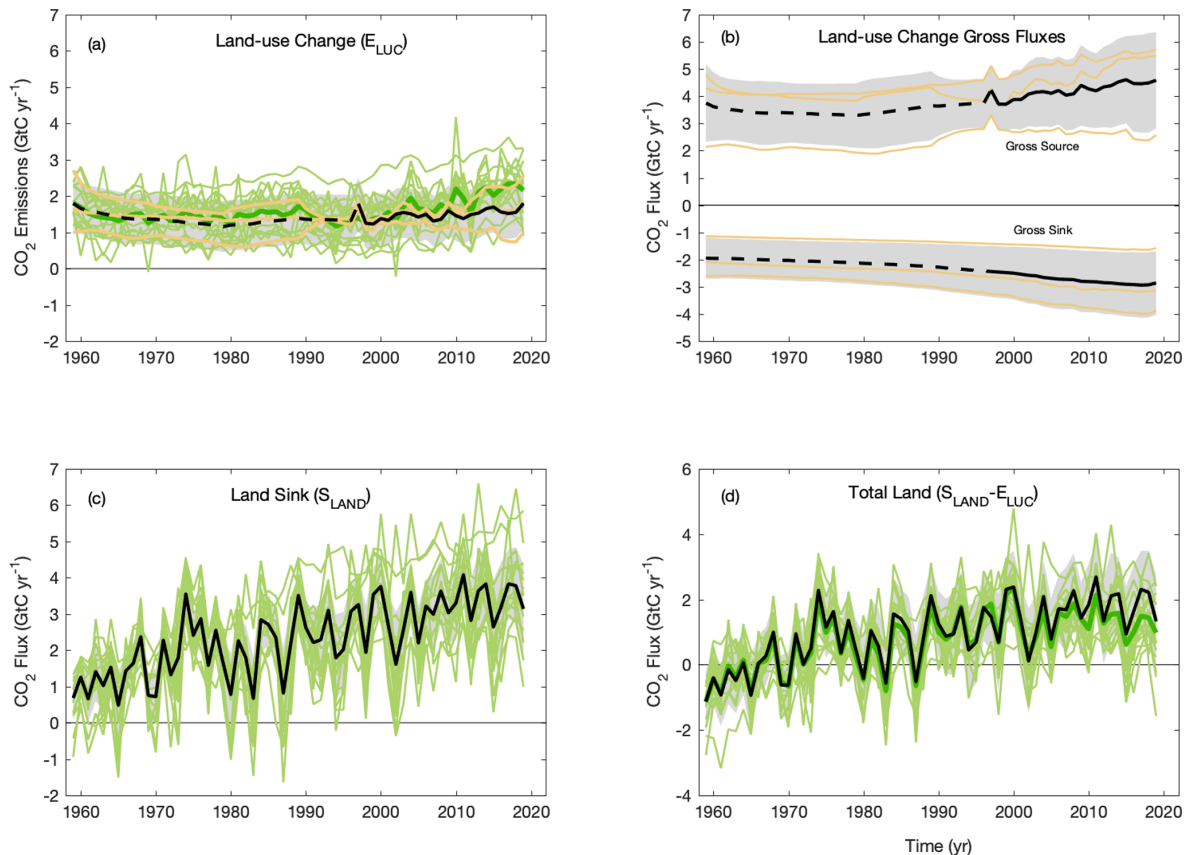 (a)
Land-use Change (E_LUC)
CO2 Emissions (GtC yr-1)
7
6
5
4
3
2
1
0
-1
-2
1960 1970 1980 1990 2000 2010 2020
(b)
Land-use Change Gross Fluxes
CO2 Flux (GtC yr-1)
7
6
5
4
3
2
1
0
-1
-2
-3
-4
-5
Gross Source
Gross Sink
1960 1970 1980 1990 2000 2010 2020
(c)
Land Sink (S_LAND)
CO2 Flux (GtC yr-1)
7
6
5
4
3
2
1
0
-1
-2
1960 1970 1980 1990 2000 2010 2020
(d)
Total Land (S_LAND-E_LUC)
CO2 Flux (GtC yr-1)
6
4
2
0
-2
-4
1960 1970 1980 1990 2000 2010 2020
Time (yr)